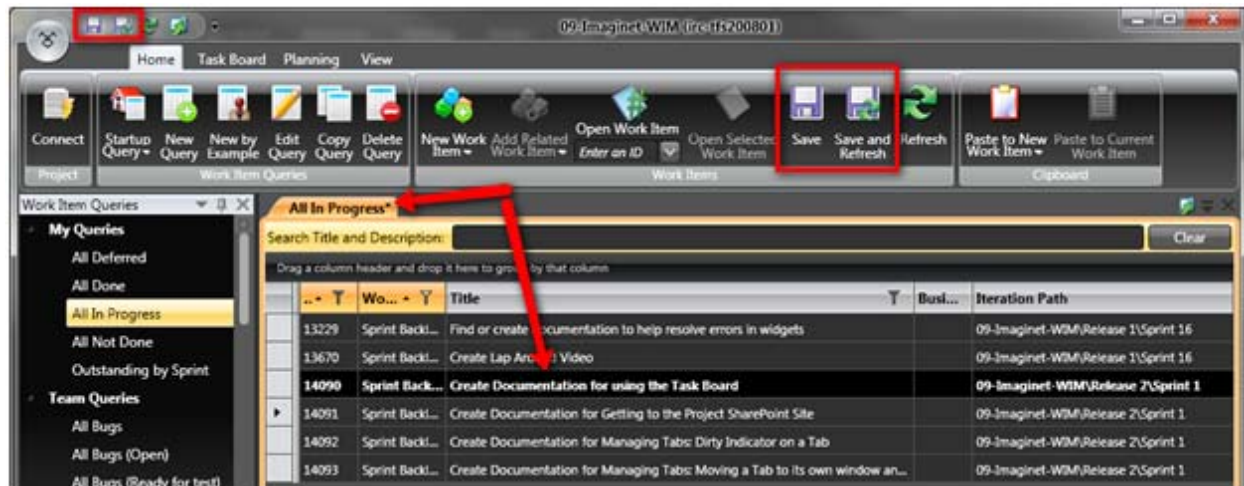 09-Imaginet-WIM (irc-tfs200801)
Home Task Board Planning View
Connect
Startup Query
New Query
New by Example
Edit Query
Copy Query
Delete Query
New Work Item
Add Related Work Item
Open Work Item
Enter an ID
Open Selected Work Item
Save
Save and Refresh
Refresh
Paste to New Work Item
Paste to Current Work Item
Project
Work Item Queries
Work Items
Clipboard
Work Item Queries
My Queries
All Deferred
All Done
All In Progress
All Not Done
Outstanding by Sprint
Team Queries
All Bugs
All Bugs (Open)
All Bugs (Ready for test)
All In Progress*
Search Title and Description:
Clear
Drag a column header and drop it here to group by that column
.. Wo... Title Busi... Iteration Path
13229 Sprint Backl... Find or create documentation to help resolve errors in widgets 09-Imaginet-WIM\Release 1\Sprint 16
13670 Sprint Backl... Create Lap Around Video 09-Imaginet-WIM\Release 1\Sprint 16
14090 Sprint Back... Create Documentation for using the Task Board 09-Imaginet-WIM\Release 2\Sprint 1
14091 Sprint Backl... Create Documentation for Getting to the Project SharePoint Site 09-Imaginet-WIM\Release 2\Sprint 1
14092 Sprint Backl... Create Documentation for Managing Tabs: Dirty Indicator on a Tab 09-Imaginet-WIM\Release 2\Sprint 1
14093 Sprint Backl... Create Documentation for Managing Tabs: Moving a Tab to its own window an... 09-Imaginet-WIM\Release 2\Sprint 1